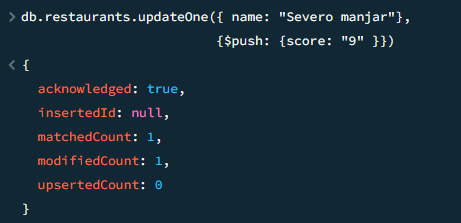 > db.restaurants.updateOne({ name: "Severo manjar"},
{$push: {score: "9" }})
< {
acknowledged: true,
insertedId: null,
matchedCount: 1,
modifiedCount: 1,
upsertedCount: 0
}